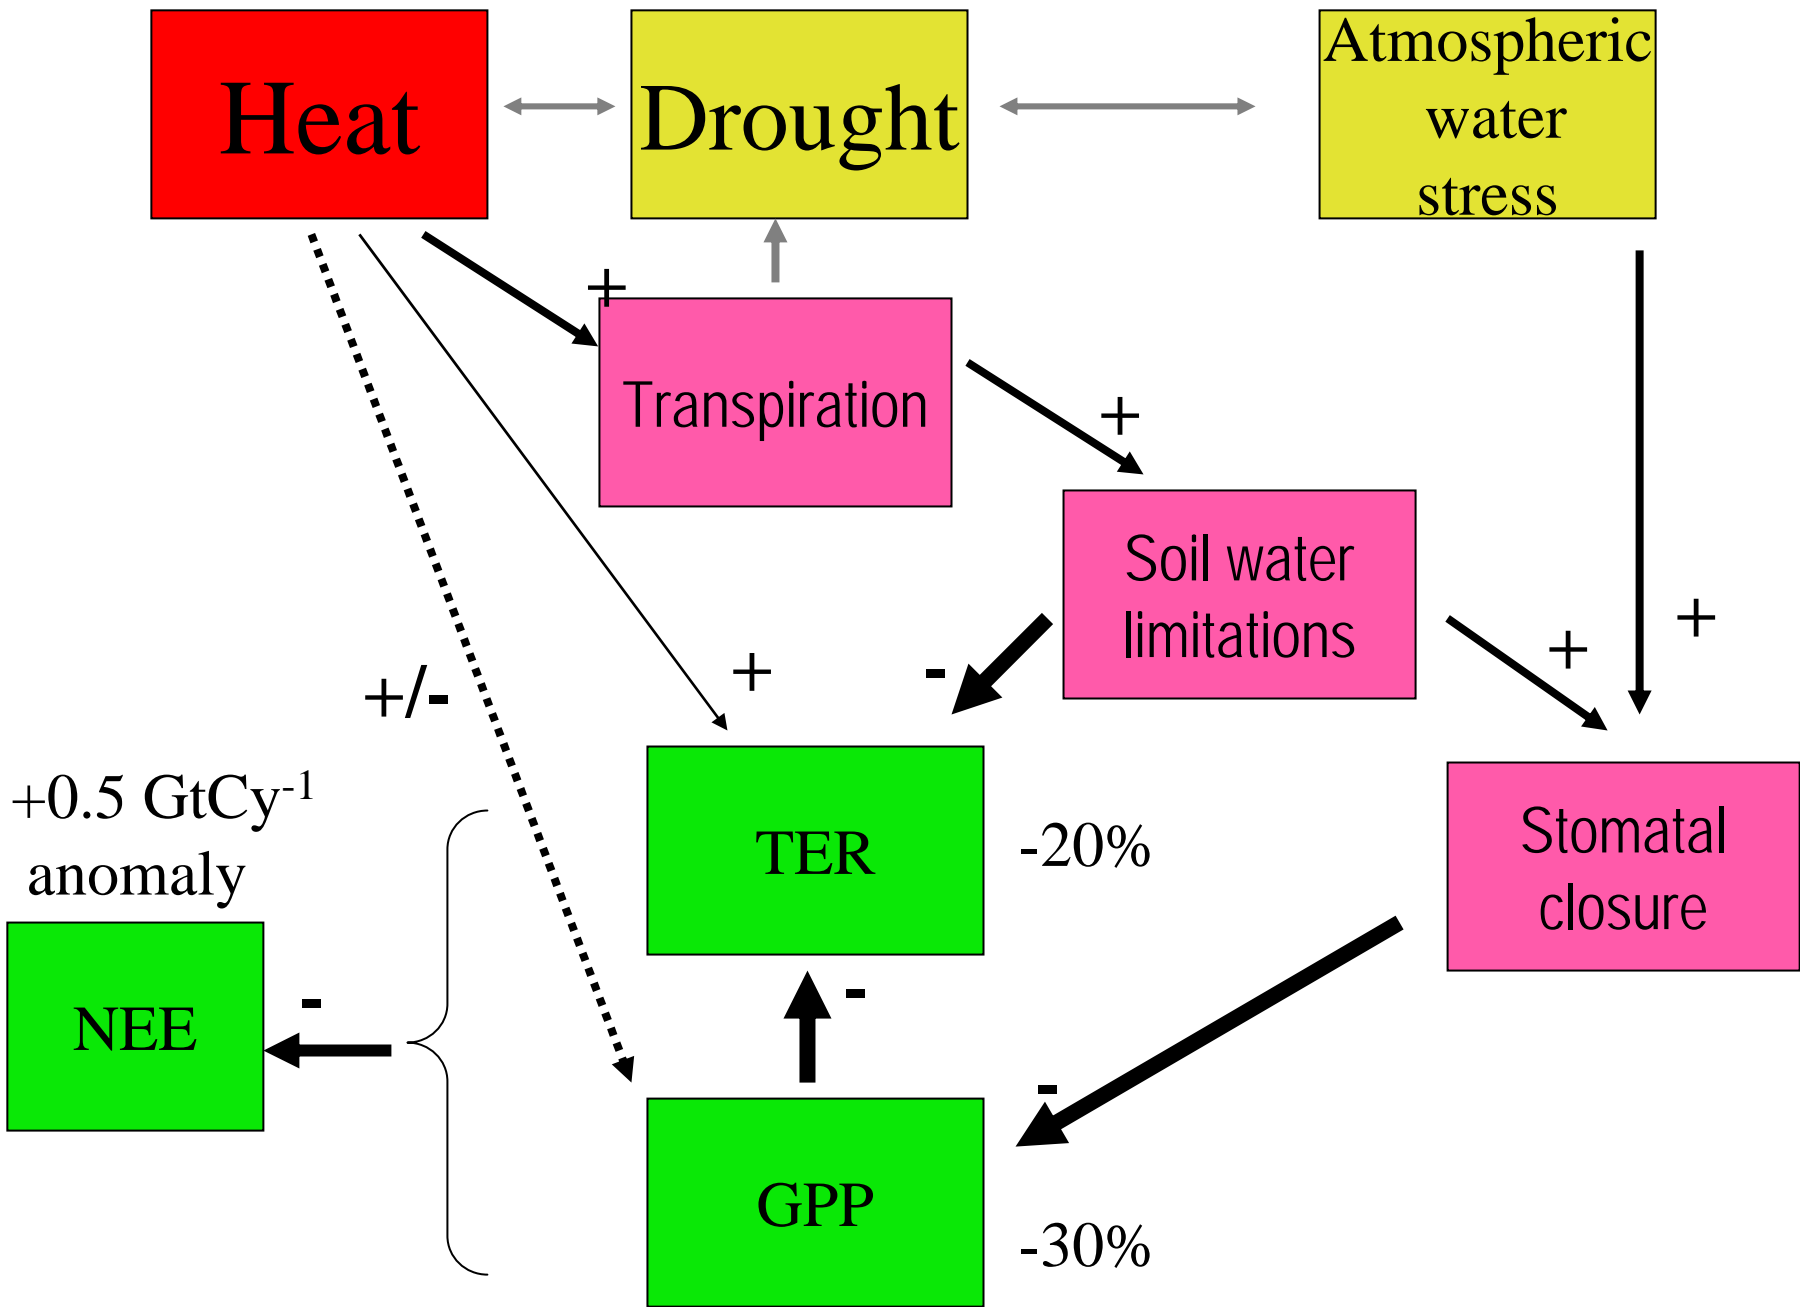 Heat
Drought
Atmospheric
water
stress
+
Transpiration
+
Soil water
limitations
+
+
-
+
+/-
+0.5 GtCy⁻¹
anomaly
TER
-20%
Stomatal
closure
NEE
-
-
-
GPP
-30%